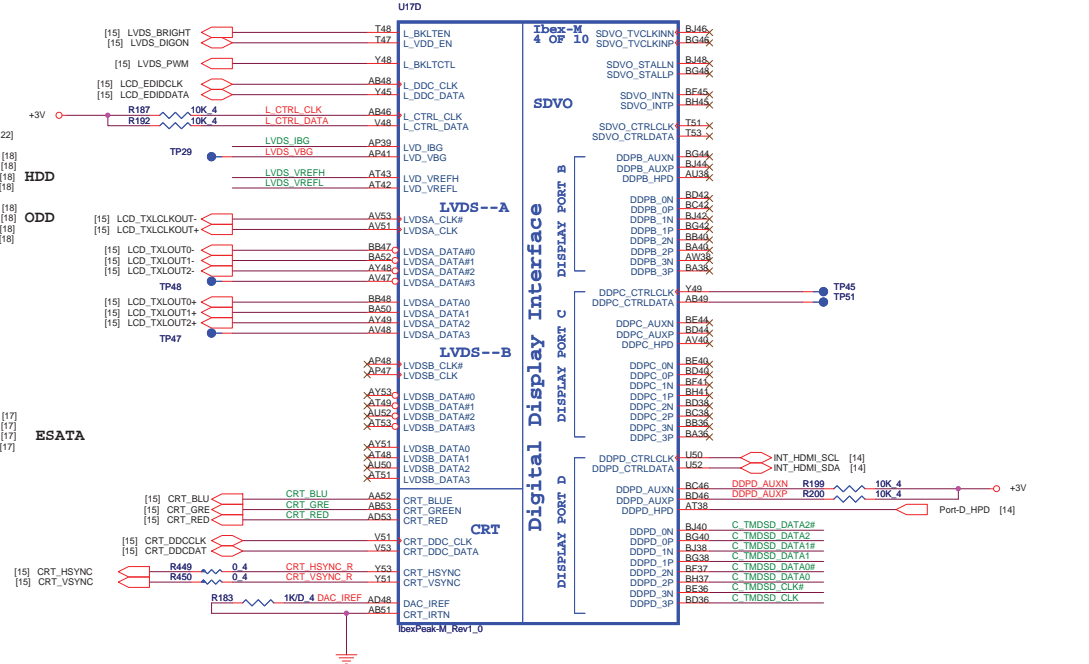 U17D
Ibex-M
4 OF 10
[15] LVDS_BRIGHT T48 L_BKLTEN
[15] LVDS_DIGON T47 L_VDD_EN
[15] LVDS_PWM Y48 L_BKLTCTL
[15] LCD_EDIDCLK AB48 L_DDC_CLK
[15] LCD_EDIDDATA Y45 L_DDC_DATA
+3V R187 10K_4 L_CTRL_CLK AB46 L_CTRL_CLK
R192 10K_4 L_CTRL_DATA V48 L_CTRL_DATA
LVDS_IBG AP39 LVD_IBG
TP29 LVDS_VBG AP41 LVD_VBG
LVDS_VREFH AT43 LVD_VREFH
LVDS_VREFL AT42 LVD_VREFL
LVDS--A
[15] LCD_TXLCLKOUT- AV53 LVDSA_CLK#
[15] LCD_TXLCLKOUT+ AV51 LVDSA_CLK
[15] LCD_TXLOUT0- BB47 LVDSA_DATA#0
[15] LCD_TXLOUT1- BA52 LVDSA_DATA#1
[15] LCD_TXLOUT2- AY48 LVDSA_DATA#2
TP48 AV47 LVDSA_DATA#3
[15] LCD_TXLOUT0+ BB48 LVDSA_DATA0
[15] LCD_TXLOUT1+ BA50 LVDSA_DATA1
[15] LCD_TXLOUT2+ AY49 LVDSA_DATA2
TP47 AV48 LVDSA_DATA3
LVDS--B
AP48 LVDSB_CLK#
AP47 LVDSB_CLK
AY53 LVDSB_DATA#0
AT49 LVDSB_DATA#1
AU52 LVDSB_DATA#2
AT53 LVDSB_DATA#3
AY51 LVDSB_DATA0
AT48 LVDSB_DATA1
AU50 LVDSB_DATA2
AT51 LVDSB_DATA3
[15] CRT_BLU CRT_BLU AA52 CRT_BLUE
[15] CRT_GRE CRT_GRE AB53 CRT_GREEN
[15] CRT_RED CRT_RED AD53 CRT_RED
CRT
[15] CRT_DDCCLK V51 CRT_DDC_CLK
[15] CRT_DDCDAT V53 CRT_DDC_DATA
[15] CRT_HSYNC R449 0_4 CRT_HSYNC_R Y53 CRT_HSYNC
[15] CRT_VSYNC R450 0_4 CRT_VSYNC_R Y51 CRT_VSYNC
R183 1K/D_4 DAC_IREF AD48 DAC_IREF
AB51 CRT_IRTN
IbexPeak-M_Rev1_0
22]
[18]
[18]
[18] HDD
[18]
[18]
[18] ODD
[18]
[18]
[17]
[17]
[17] ESATA
[17]
Digital Display Interface
SDVO
SDVO_TVCLKINN BJ46
SDVO_TVCLKINP BG46
SDVO_STALLN BJ48
SDVO_STALLP BG48
SDVO_INTN BF45
SDVO_INTP BH45
SDVO_CTRLCLK T51
SDVO_CTRLDATA T53
DISPLAY PORT B
DDPB_AUXN BG44
DDPB_AUXP BJ44
DDPB_HPD AU38
DDPB_0N BD42
DDPB_0P BC42
DDPB_1N BJ42
DDPB_1P BG42
DDPB_2N BB40
DDPB_2P BA40
DDPB_3N AW38
DDPB_3P BA38
DISPLAY PORT C
DDPC_CTRLCLK Y49 TP45
DDPC_CTRLDATA AB49 TP51
DDPC_AUXN BE44
DDPC_AUXP BD44
DDPC_HPD AV40
DDPC_0N BE40
DDPC_0P BD40
DDPC_1N BF41
DDPC_1P BH41
DDPC_2N BD38
DDPC_2P BC38
DDPC_3N BB36
DDPC_3P BA36
DISPLAY PORT D
DDPD_CTRLCLK U50 INT_HDMI_SCL [14]
DDPD_CTRLDATA U52 INT_HDMI_SDA [14]
DDPD_AUXN BC46 DDPD_AUXN R199 10K_4 +3V
DDPD_AUXP BD46 DDPD_AUXP R200 10K_4
DDPD_HPD AT38 Port-D_HPD [14]
DDPD_0N BJ40 C_TMDSD_DATA2#
DDPD_0P BG40 C_TMDSD_DATA2
DDPD_1N BJ38 C_TMDSD_DATA1#
DDPD_1P BG38 C_TMDSD_DATA1
DDPD_2N BF37 C_TMDSD_DATA0#
DDPD_2P BH37 C_TMDSD_DATA0
DDPD_3N BE36 C_TMDSD_CLK#
DDPD_3P BD36 C_TMDSD_CLK